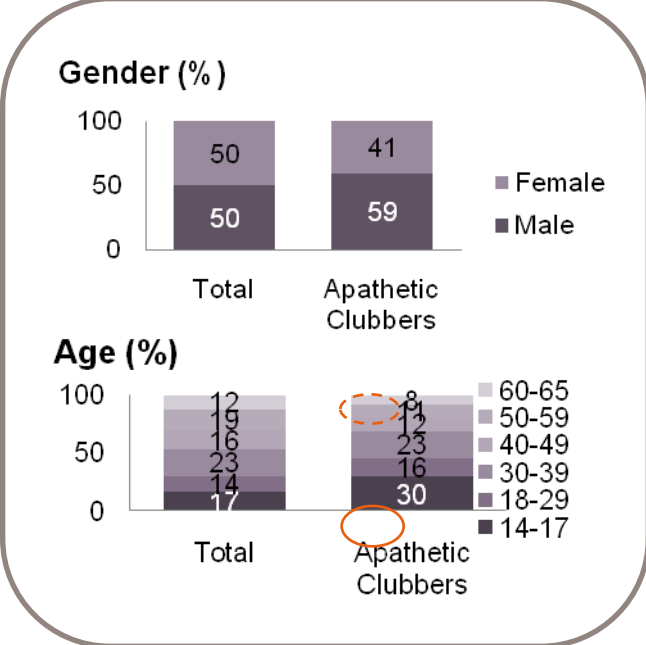 Gender (%)
100
50
0
50
50
41
59
Female
Male
Total
Apathetic
Clubbers
Age (%)
100
50
0
12
19
16
23
14
17
8
11
12
23
16
30
60-65
50-59
40-49
30-39
18-29
14-17
Total
Apathetic
Clubbers